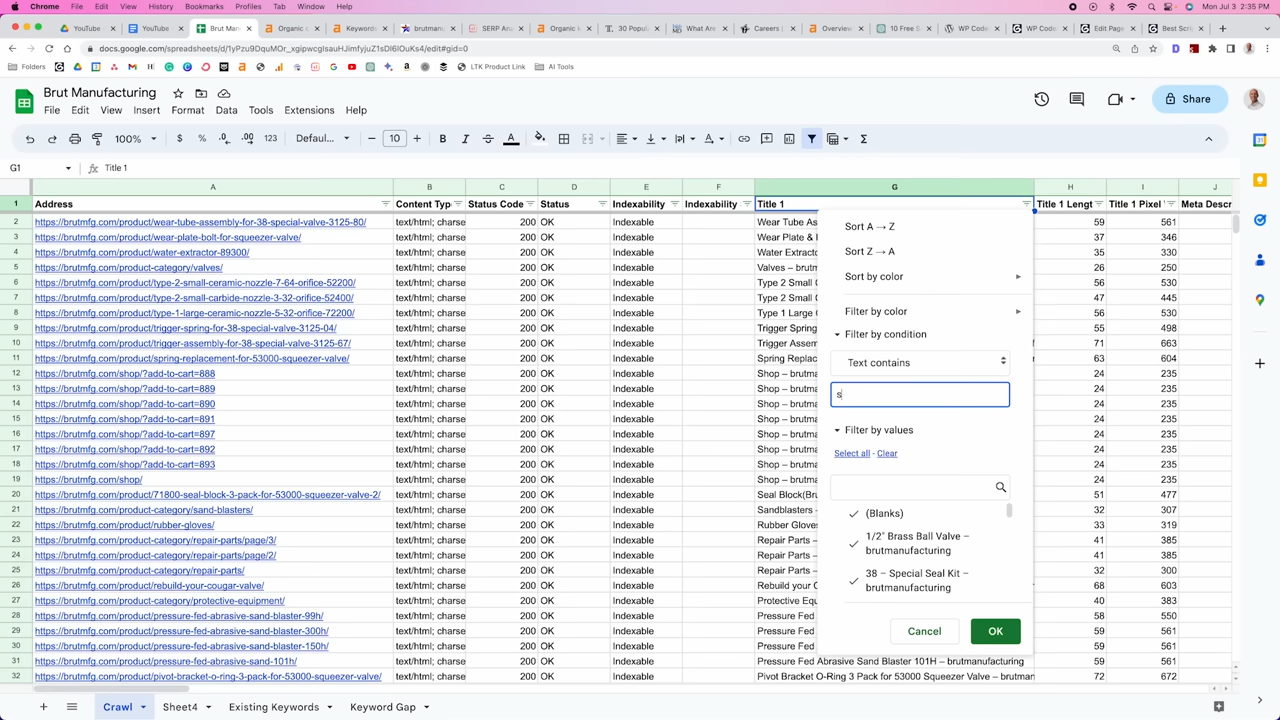 Chrome File Edit View History Bookmarks Profiles Tab Window Help Mon Jul 3 2:35 PM
YouTube YouTube Brut Manu Organic c Keywords brutmanu SERP Ana Organic k 30 Popul What Are Careers | Overview 10 Free S WP Code WP Code Edit Page Best Scre
docs.google.com/spreadsheets/d/1yPzu9DquMOr_xgipwcglsauHJimfyjuZ1sDl6lOuKs4/edit#gid=0
Folders LTK Product Link AI Tools
Brut Manufacturing
File Edit View Insert Format Data Tools Extensions Help
Share
100% $ % .0 .00 123 Defaul... 10 B I S A
G1 fx Title 1
A B C D E F G H I J
1 Address Content Typ Status Code Status Indexability Indexability Title 1 Title 1 Lengt Title 1 Pixel Meta Descr
2 https://brutmfg.com/product/wear-tube-assembly-for-38-special-valve-3125-80/ text/html; charse 200 OK Indexable Wear Tube As 59 561
3 https://brutmfg.com/product/wear-plate-bolt-for-squeezer-valve/ text/html; charse 200 OK Indexable Wear Plate & 37 346
4 https://brutmfg.com/product/water-extractor-89300/ text/html; charse 200 OK Indexable Water Extract 35 330
5 https://brutmfg.com/product-category/valves/ text/html; charse 200 OK Indexable Valves – brutm 26 250
6 https://brutmfg.com/product/type-2-small-ceramic-nozzle-7-64-orifice-52200/ text/html; charse 200 OK Indexable Type 2 Small C 56 530
7 https://brutmfg.com/product/type-2-small-carbide-nozzle-3-32-orifice-52400/ text/html; charse 200 OK Indexable Type 2 Small C 47 445
8 https://brutmfg.com/product/type-1-large-ceramic-nozzle-5-32-orifice-72200/ text/html; charse 200 OK Indexable Type 1 Large C 56 530
9 https://brutmfg.com/product/trigger-spring-for-38-special-valve-3125-04/ text/html; charse 200 OK Indexable Trigger Spring 55 498
10 https://brutmfg.com/product/trigger-assembly-for-38-special-valve-3125-67/ text/html; charse 200 OK Indexable Trigger Assem 71 663
11 https://brutmfg.com/product/spring-replacement-for-53000-squeezer-valve/ text/html; charse 200 OK Indexable Spring Replac 63 604
12 https://brutmfg.com/shop/?add-to-cart=888 text/html; charse 200 OK Indexable Shop – brutm 24 235
13 https://brutmfg.com/shop/?add-to-cart=889 text/html; charse 200 OK Indexable Shop – brutm 24 235
14 https://brutmfg.com/shop/?add-to-cart=890 text/html; charse 200 OK Indexable Shop – brutm 24 235
15 https://brutmfg.com/shop/?add-to-cart=891 text/html; charse 200 OK Indexable Shop – brutm 24 235
16 https://brutmfg.com/shop/?add-to-cart=897 text/html; charse 200 OK Indexable Shop – brutm 24 235
17 https://brutmfg.com/shop/?add-to-cart=892 text/html; charse 200 OK Indexable Shop – brutm 24 235
18 https://brutmfg.com/shop/?add-to-cart=893 text/html; charse 200 OK Indexable Shop – brutm 24 235
19 https://brutmfg.com/shop/ text/html; charse 200 OK Indexable Shop – brutm 24 235
20 https://brutmfg.com/product/71800-seal-block-3-pack-for-53000-squeezer-valve-2/ text/html; charse 200 OK Indexable Seal Block(Br 51 477
21 https://brutmfg.com/product-category/sand-blasters/ text/html; charse 200 OK Indexable Sandblasters 32 307
22 https://brutmfg.com/product/rubber-gloves/ text/html; charse 200 OK Indexable Rubber Gloves 33 319
23 https://brutmfg.com/product-category/repair-parts/page/3/ text/html; charse 200 OK Indexable Repair Parts – 41 385
24 https://brutmfg.com/product-category/repair-parts/page/2/ text/html; charse 200 OK Indexable Repair Parts – 41 385
25 https://brutmfg.com/product-category/repair-parts/ text/html; charse 200 OK Indexable Repair Parts – 32 300
26 https://brutmfg.com/product/rebuild-your-cougar-valve/ text/html; charse 200 OK Indexable Rebuild your C 68 603
27 https://brutmfg.com/product-category/protective-equipment/ text/html; charse 200 OK Indexable Protective Equ 40 383
28 https://brutmfg.com/product/pressure-fed-abrasive-sand-blaster-99h/ text/html; charse 200 OK Indexable Pressure Fed 58 550
29 https://brutmfg.com/product/pressure-fed-abrasive-sand-blaster-300h/ text/html; charse 200 OK Indexable Pressure Fed 59 561
30 https://brutmfg.com/product/pressure-fed-abrasive-sand-blaster-150h/ text/html; charse 200 OK Indexable Pressure Fed 59 561
31 https://brutmfg.com/product/pressure-fed-abrasive-sand-101h/ text/html; charse 200 OK Indexable Pressure Fed Abrasive Sand Blaster 101H – brutmanufacturing 59 561
32 https://brutmfg.com/product/pivot-bracket-o-ring-3-pack-for-53000-squeezer-valve/ text/html; charse 200 OK Indexable Pivot Bracket O-Ring 3 Pack for 53000 Squeezer Valve – brutman 72 672
Sort A → Z
Sort Z → A
Sort by color
Filter by color
Filter by condition
Text contains
s
Filter by values
Select all - Clear
(Blanks)
1/2" Brass Ball Valve –
brutmanufacturing
38 – Special Seal Kit –
brutmanufacturing
Cancel OK
Crawl Sheet4 Existing Keywords Keyword Gap